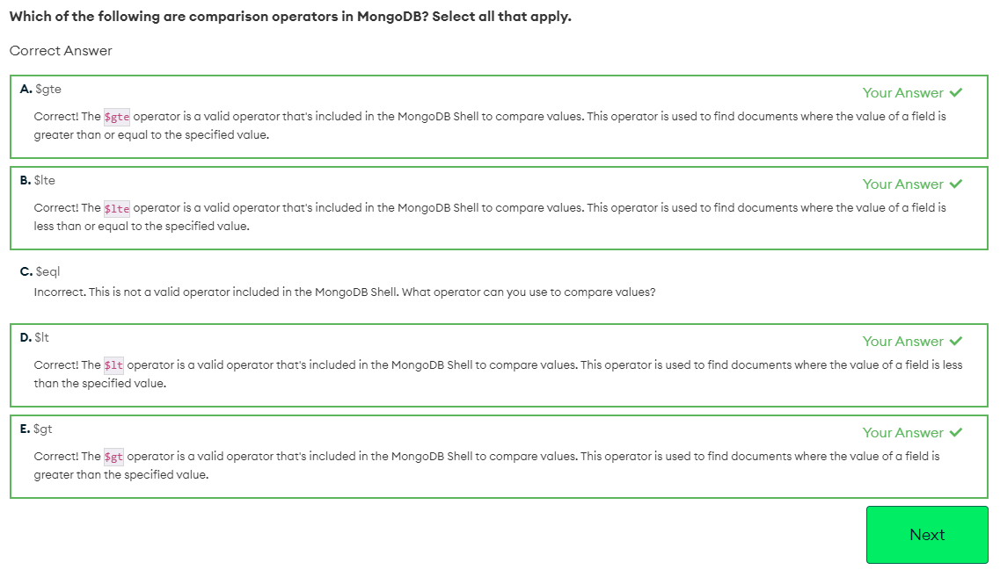 Which of the following are comparison operators in MongoDB? Select all that apply.
Correct Answer
A. $gte
Your Answer ✓
Correct! The $gte operator is a valid operator that's included in the MongoDB Shell to compare values. This operator is used to find documents where the value of a field is
greater than or equal to the specified value.
B. $lte
Your Answer ✓
Correct! The $lte operator is a valid operator that's included in the MongoDB Shell to compare values. This operator is used to find documents where the value of a field is
less than or equal to the specified value.
C. $eql
Incorrect. This is not a valid operator included in the MongoDB Shell. What operator can you use to compare values?
D. $lt
Your Answer ✓
Correct! The $lt operator is a valid operator that's included in the MongoDB Shell to compare values. This operator is used to find documents where the value of a field is less
than the specified value.
E. $gt
Your Answer ✓
Correct! The $gt operator is a valid operator that's included in the MongoDB Shell to compare values. This operator is used to find documents where the value of a field is
greater than the specified value.
Next